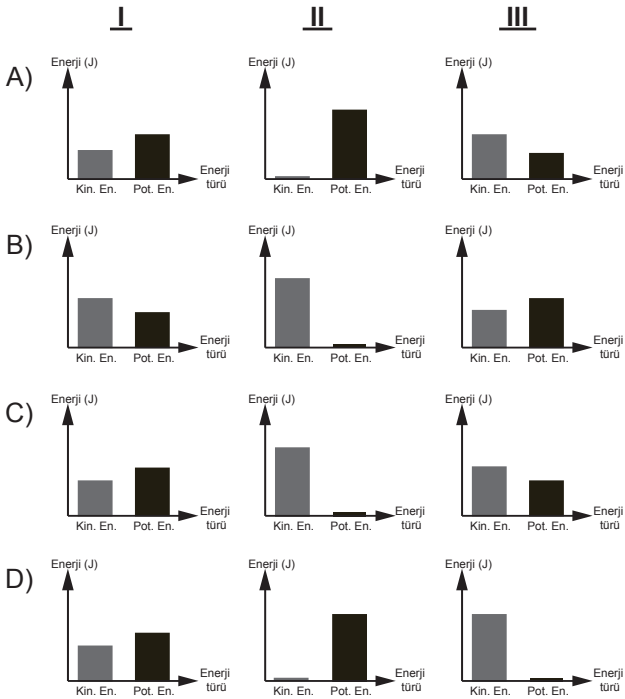 I II III
A)
Enerji (J) Enerji (J) Enerji (J)
Enerji türü Enerji türü Enerji türü
Kin. En. Pot. En. Kin. En. Pot. En. Kin. En. Pot. En.
B)
Enerji (J) Enerji (J) Enerji (J)
Enerji türü Enerji türü Enerji türü
Kin. En. Pot. En. Kin. En. Pot. En. Kin. En. Pot. En.
C)
Enerji (J) Enerji (J) Enerji (J)
Enerji türü Enerji türü Enerji türü
Kin. En. Pot. En. Kin. En. Pot. En. Kin. En. Pot. En.
D)
Enerji (J) Enerji (J) Enerji (J)
Enerji türü Enerji türü Enerji türü
Kin. En. Pot. En. Kin. En. Pot. En. Kin. En. Pot. En.